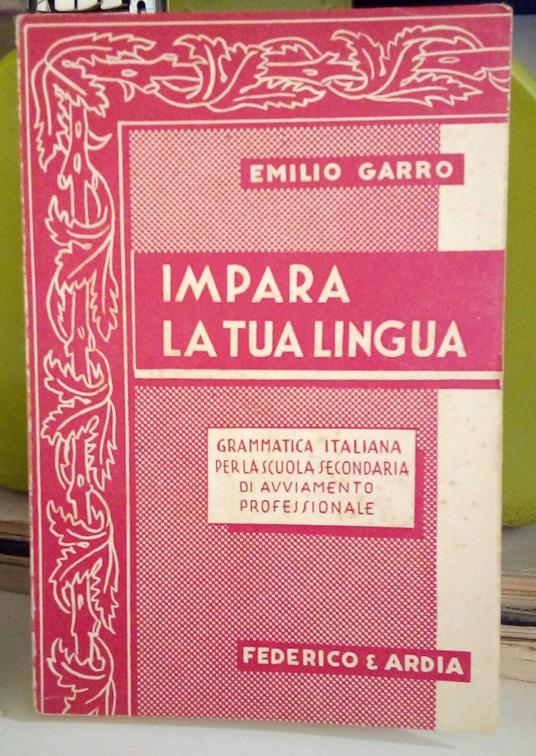 EMILIO GARRO
IMPARA
LA TUA LINGUA
GRAMMATICA ITALIANA
PER LA SCUOLA SECONDARIA
DI AVVIAMENTO
PROFESSIONALE
FEDERICO & ARDIA